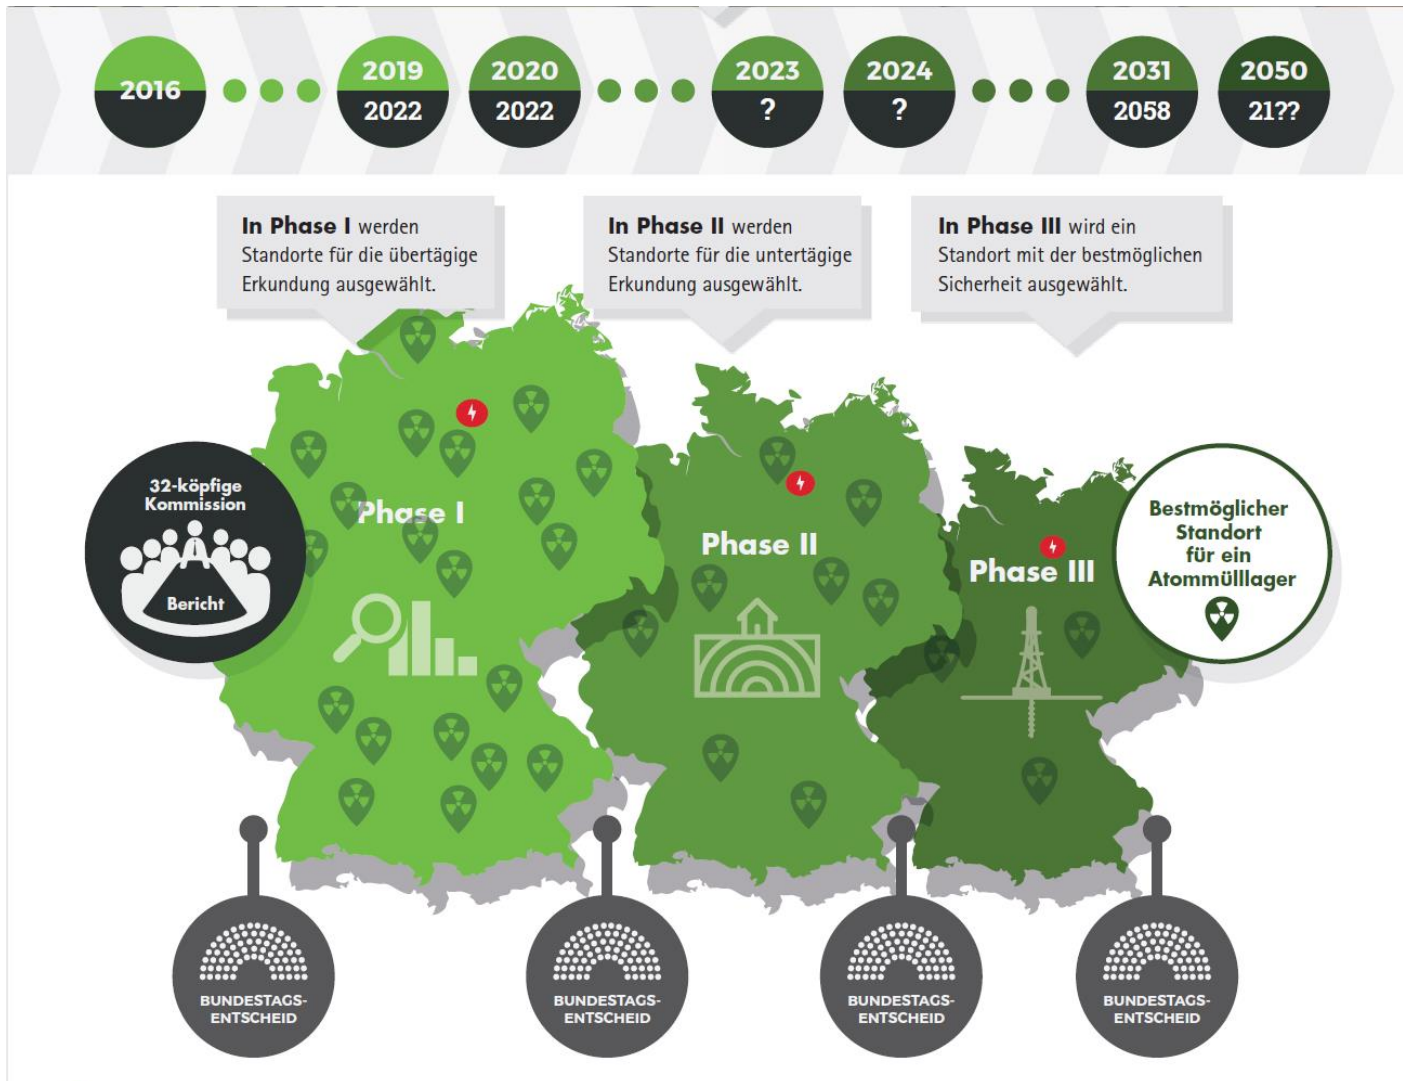 2016
2019
2022
2020
2022
2023
?
2024
?
2031
2058
2050
21??
In Phase I werden
Standorte für die übertägige
Erkundung ausgewählt.
In Phase II werden
Standorte für die untertägige
Erkundung ausgewählt.
In Phase III wird ein
Standort mit der bestmöglichen
Sicherheit ausgewählt.
32-köpfige
Kommission
Bericht
Phase I
Phase II
Phase III
Bestmöglicher
Standort
für ein
Atommülllager
BUNDESTAGS-
ENTSCHEID
BUNDESTAGS-
ENTSCHEID
BUNDESTAGS-
ENTSCHEID
BUNDESTAGS-
ENTSCHEID